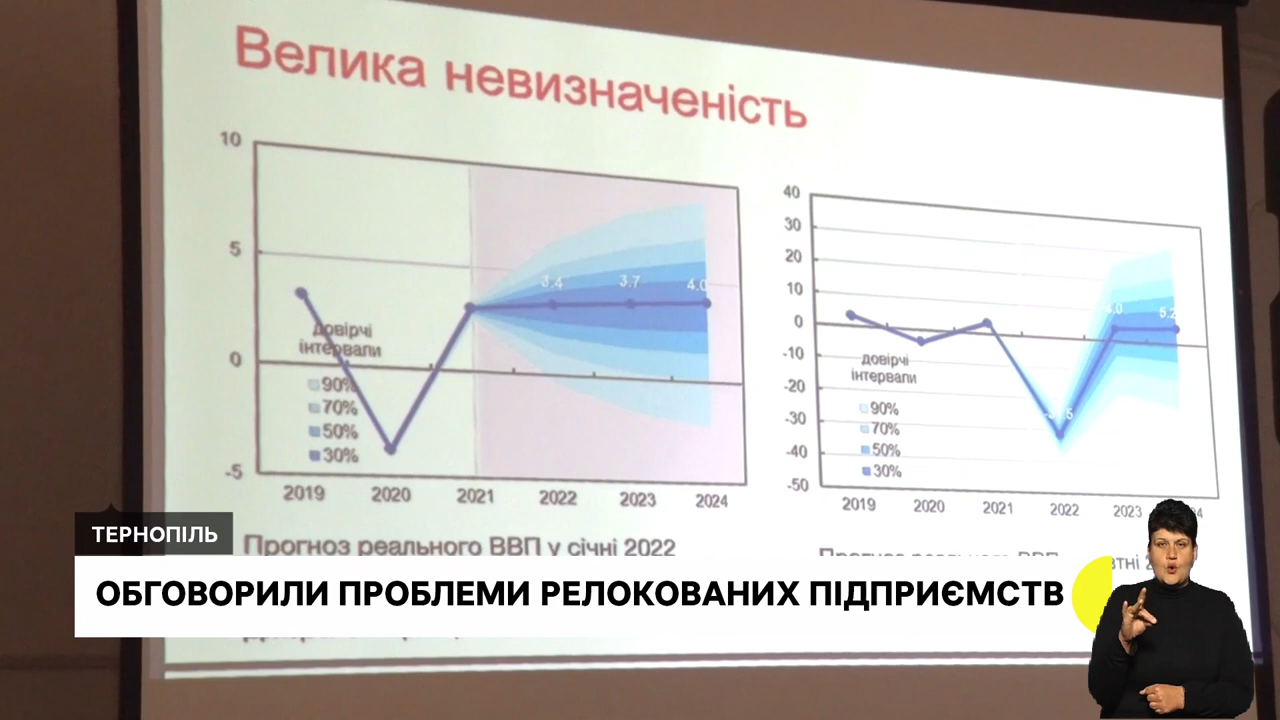 Велика невизначеність
10
5
0
-5
3.4
3.7
4.0
довірчі
інтервали
90%
70%
50%
30%
2019 2020 2021 2022 2023 2024
Прогноз реального ВВП у січні 2022
40
30
20
10
0
-10
-20
-30
-40
-50
4.0
5.2
довірчі
інтервали
90%
70%
50%
30%
2019 2020 2021 2022 2023
ТЕРНОПІЛЬ
ОБГОВОРИЛИ ПРОБЛЕМИ РЕЛОКОВАНИХ ПІДПРИЄМСТВ